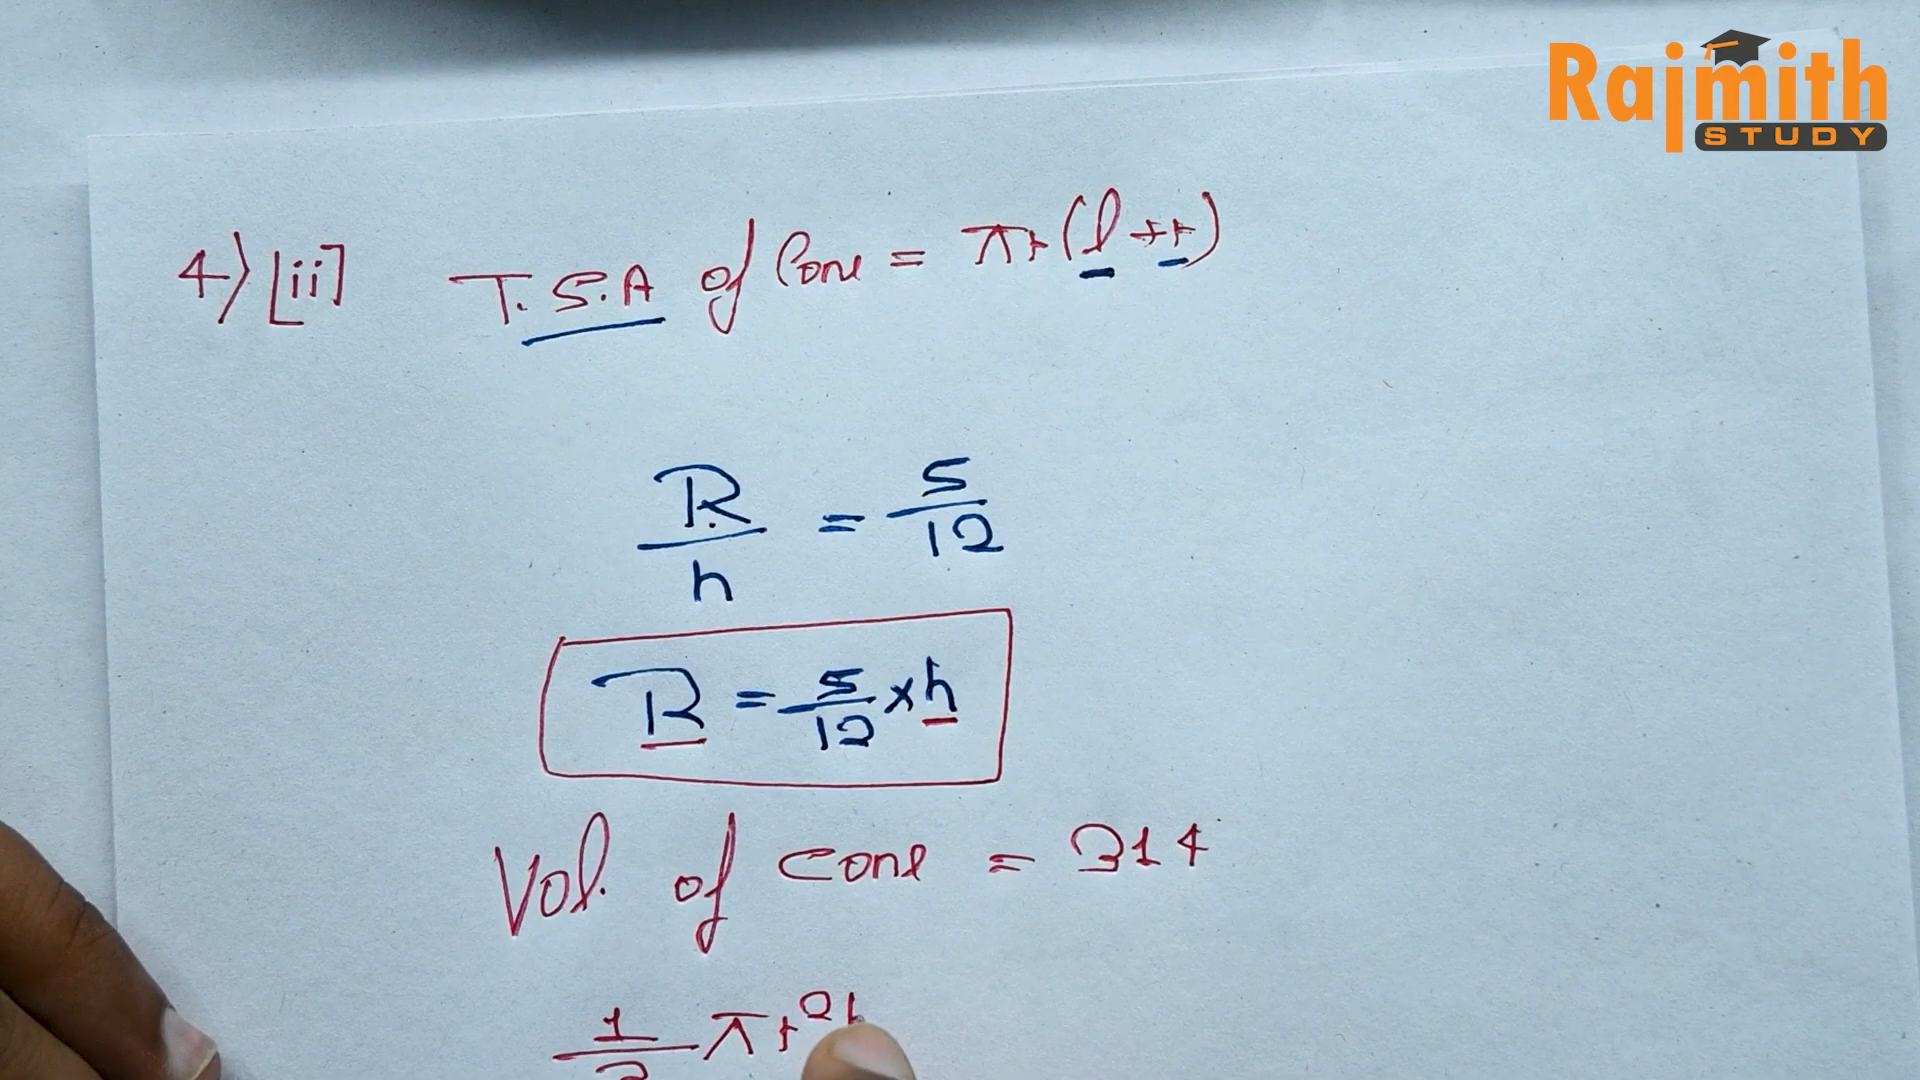 Rajmith
STUDY
4) [ii] T.S.A of Cone = πr(l+r)
R/h = 5/12
R = 5/12 × h
Vol. of cone = 314
1/3 πr²h